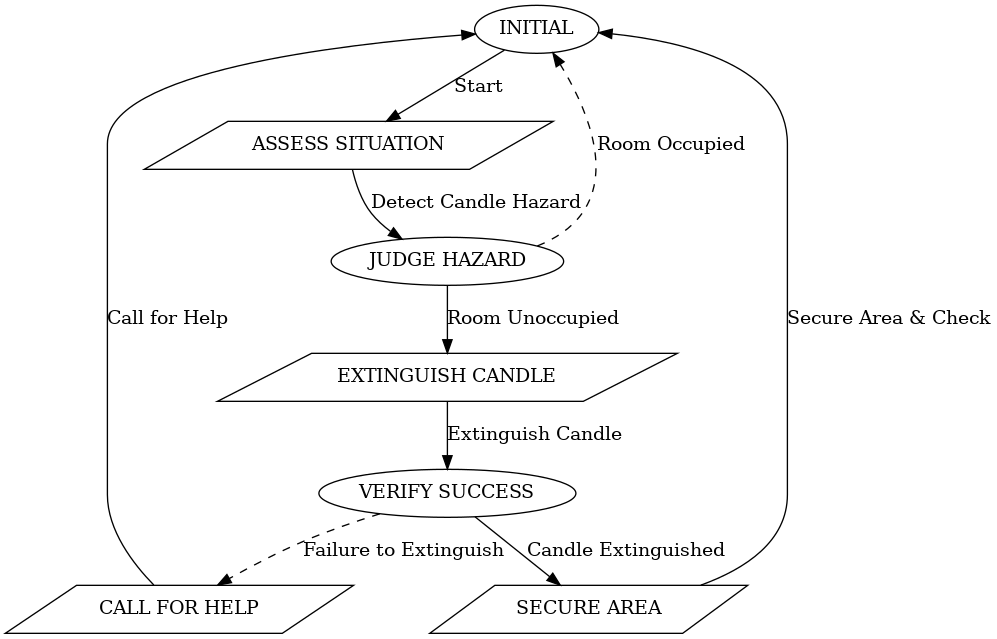 INITIAL
Start
ASSESS SITUATION
Room Occupied
Detect Candle Hazard
JUDGE HAZARD
Call for Help
Room Unoccupied
Secure Area & Check
EXTINGUISH CANDLE
Extinguish Candle
VERIFY SUCCESS
Failure to Extinguish
Candle Extinguished
CALL FOR HELP
SECURE AREA